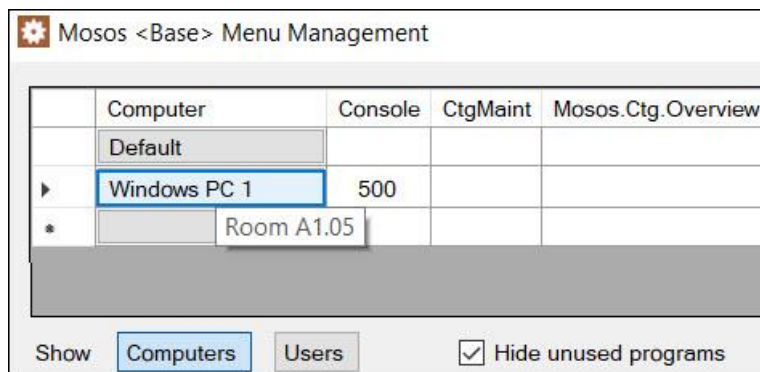 Mosos <Base> Menu Management
Computer Console CtgMaint Mosos.Ctg.Overview
Default
Windows PC 1 500
Room A1.05
Show Computers Users Hide unused programs